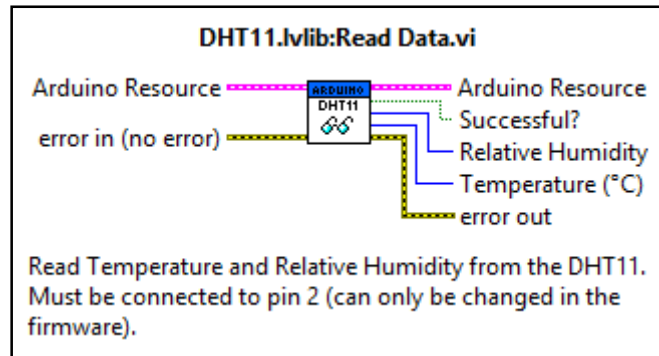 DHT11.lvlib:Read Data.vi
Arduino Resource
error in (no error)
ARDUINO
DHT11
Arduino Resource
Successful?
Relative Humidity
Temperature (°C)
error out
Read Temperature and Relative Humidity from the DHT11.
Must be connected to pin 2 (can only be changed in the
firmware).